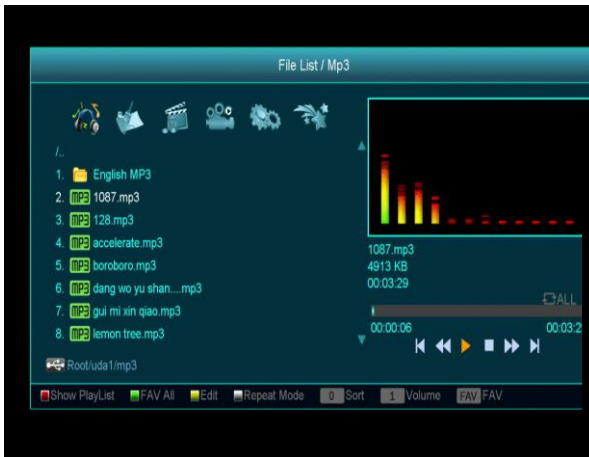 File List / Mp3
/..
1. English MP3
2. MP3 1087.mp3
3. MP3 128.mp3
4. MP3 accelerate.mp3
5. MP3 boroboro.mp3
6. MP3 dang wo yu shan....mp3
7. MP3 gui mi xin qiao.mp3
8. MP3 lemon tree.mp3
1087.mp3
4913 KB
00:03:29
ALL
00:00:06 00:03:2
Root/uda1/mp3
Show PlayList FAV All Edit Repeat Mode 0 Sort 1 Volume FAV FAV